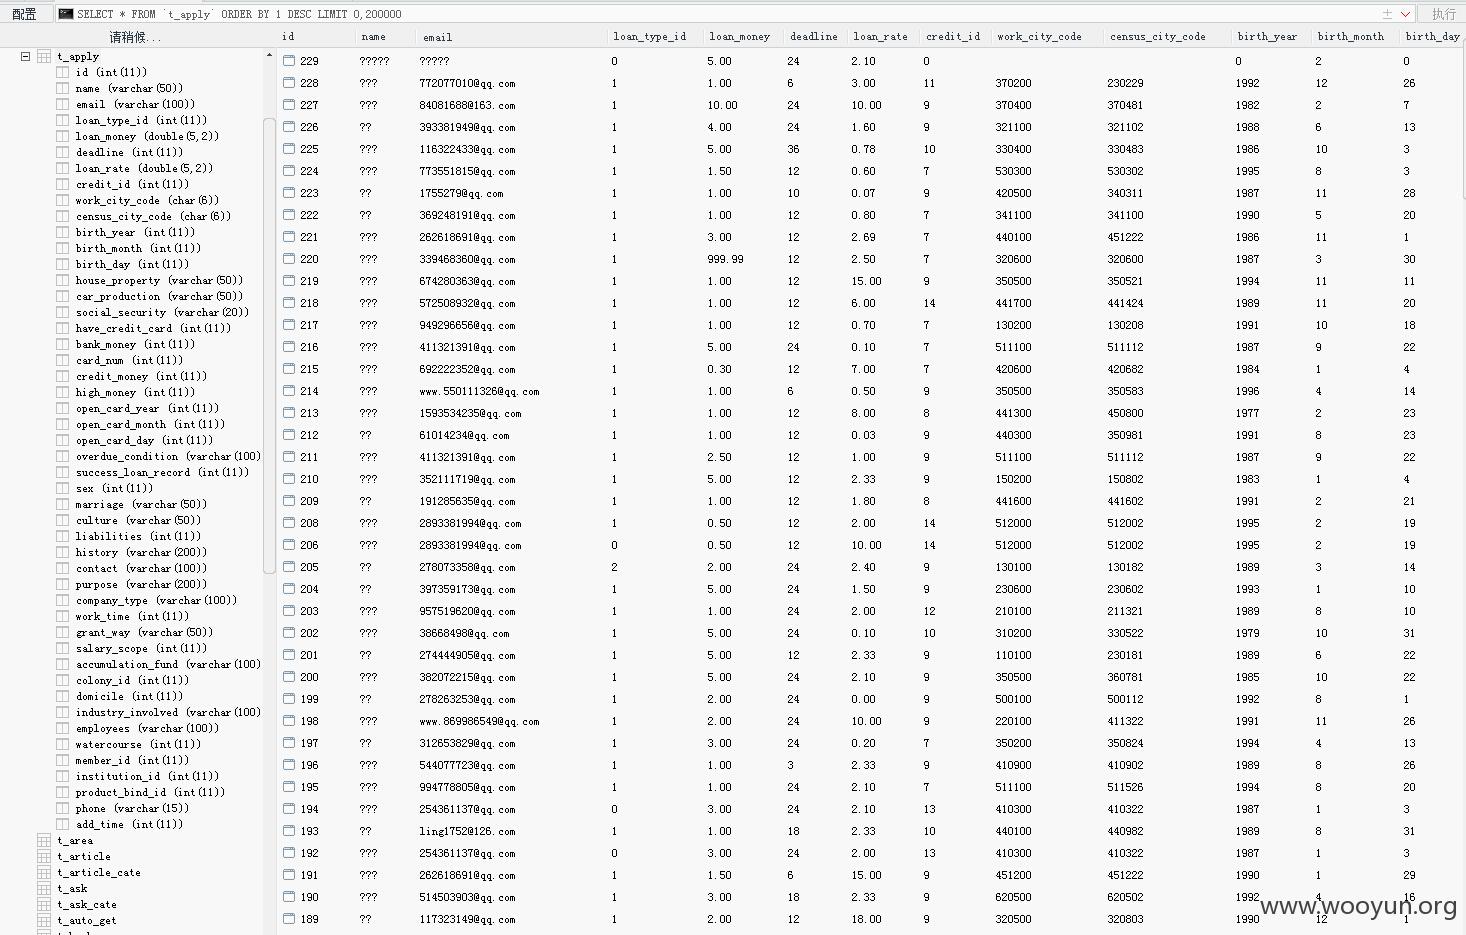 配置 SELECT * FROM `t_apply` ORDER BY 1 DESC LIMIT 0,200000 执行
请稍候...
id name email loan_type_id loan_money deadline loan_rate credit_id work_city_code census_city_code birth_year birth_month birth_day
t_apply
id (int(11))
name (varchar(50))
email (varchar(100))
loan_type_id (int(11))
loan_money (double(5,2))
deadline (int(11))
loan_rate (double(5,2))
credit_id (int(11))
work_city_code (char(6))
census_city_code (char(6))
birth_year (int(11))
birth_month (int(11))
birth_day (int(11))
house_property (varchar(50))
car_production (varchar(50))
social_security (varchar(20))
have_credit_card (int(11))
bank_money (int(11))
card_num (int(11))
credit_money (int(11))
high_money (int(11))
open_card_year (int(11))
open_card_month (int(11))
open_card_day (int(11))
overdue_condition (varchar(100)
success_loan_record (int(11))
sex (int(11))
marriage (varchar(50))
culture (varchar(50))
liabilities (int(11))
history (varchar(200))
contact (varchar(100))
purpose (varchar(200))
company_type (varchar(100))
work_time (int(11))
grant_way (varchar(50))
salary_scope (int(11))
accumulation_fund (varchar(100)
colony_id (int(11))
domicile (int(11))
industry_involved (varchar(100)
employees (varchar(100))
watercourse (int(11))
member_id (int(11))
institution_id (int(11))
product_bind_id (int(11))
phone (varchar(15))
add_time (int(11))
t_area
t_article
t_article_cate
t_ask
t_ask_cate
t_auto_get
229 ????? ????? 0 5.00 24 2.10 0 0 2 0
228 ??? 772077010@qq.com 1 1.00 6 3.00 11 370200 230229 1992 12 26
227 ??? 84081688@163.com 1 10.00 24 10.00 9 370400 370481 1982 2 7
226 ?? 393381949@qq.com 1 4.00 24 1.60 9 321100 321102 1988 6 13
225 ??? 116322433@qq.com 1 5.00 36 0.78 10 330400 330483 1986 10 3
224 ??? 773551815@qq.com 1 1.50 12 0.60 7 530300 530302 1995 8 3
223 ?? 1755279@qq.com 1 1.00 10 0.07 9 420500 340311 1987 11 28
222 ?? 369248191@qq.com 1 1.00 12 0.80 7 341100 341100 1990 5 20
221 ??? 262618691@qq.com 1 3.00 12 2.69 7 440100 451222 1986 11 1
220 ??? 339468360@qq.com 1 999.99 12 2.50 7 320600 320600 1987 3 30
219 ??? 674280363@qq.com 1 1.00 12 15.00 9 350500 350521 1994 11 11
218 ??? 572508932@qq.com 1 1.00 12 6.00 14 441700 441424 1989 11 20
217 ??? 949296656@qq.com 1 1.00 12 0.70 7 130200 130208 1991 10 18
216 ??? 411321391@qq.com 1 5.00 24 0.10 7 511100 511112 1987 9 22
215 ??? 692222352@qq.com 1 0.30 12 7.00 7 420600 420682 1984 1 4
214 ??? www.550111326@qq.com 1 1.00 6 0.50 9 350500 350583 1996 4 14
213 ??? 1593534235@qq.com 1 1.00 12 8.00 8 441300 450800 1977 2 23
212 ?? 61014234@qq.com 1 1.00 12 0.03 9 440300 350981 1991 8 23
211 ??? 411321391@qq.com 1 2.50 12 1.00 9 511100 511112 1987 9 22
210 ??? 352111719@qq.com 1 5.00 12 2.33 9 150200 150802 1983 1 4
209 ?? 191285635@qq.com 1 1.00 12 1.80 8 441600 441602 1991 2 21
208 ??? 2893381994@qq.com 1 0.50 12 2.00 14 512000 512002 1995 2 19
206 ??? 2893381994@qq.com 0 0.50 12 10.00 14 512000 512002 1995 2 19
205 ?? 278073358@qq.com 2 2.00 24 2.40 9 130100 130182 1989 3 14
204 ??? 397359173@qq.com 1 5.00 24 1.50 9 230600 230602 1993 1 10
203 ??? 957519620@qq.com 1 1.00 24 2.00 12 210100 211321 1989 8 10
202 ??? 38668498@qq.com 1 5.00 24 0.10 10 310200 330522 1979 10 31
201 ?? 274444905@qq.com 1 5.00 12 2.33 9 110100 230181 1989 6 22
200 ??? 382072215@qq.com 1 5.00 24 2.10 9 350500 360781 1985 10 22
199 ?? 278263253@qq.com 1 2.00 24 0.00 9 500100 500112 1992 8 1
198 ??? www.869986549@qq.com 1 2.00 24 10.00 9 220100 411322 1991 11 26
197 ?? 312653829@qq.com 1 3.00 24 0.20 7 350200 350824 1994 4 13
196 ??? 544077723@qq.com 1 1.00 3 2.33 9 410900 410902 1989 8 26
195 ??? 994778805@qq.com 1 1.00 24 2.10 7 511100 511526 1994 8 20
194 ??? 254361137@qq.com 0 3.00 24 2.10 13 410300 410322 1987 1 3
193 ?? ling1752@126.com 1 1.00 18 2.33 10 440100 440982 1989 8 31
192 ??? 254361137@qq.com 0 3.00 24 2.00 13 410300 410322 1987 1 3
191 ??? 262618691@qq.com 1 1.50 6 15.00 9 451200 451222 1990 1 29
190 ??? 514503903@qq.com 1 3.00 18 2.33 9 620500 620502 1992 4 16
189 ?? 117323149@qq.com 1 2.00 12 18.00 9 320500 320803 1990 12 1
www.wooyun.org